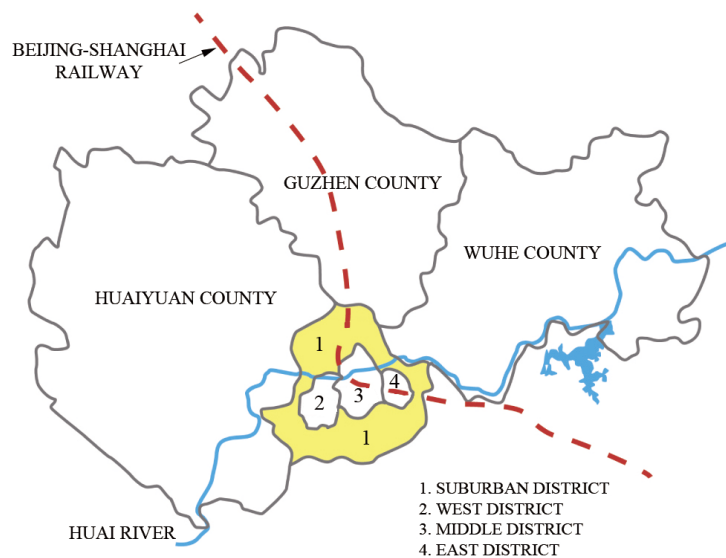 BEIJING-SHANGHAI
RAILWAY
GUZHEN COUNTY
WUHE COUNTY
HUAIYUAN COUNTY
1
4
2
3
1
HUAI RIVER
1. SUBURBAN DISTRICT
2. WEST DISTRICT
3. MIDDLE DISTRICT
4. EAST DISTRICT